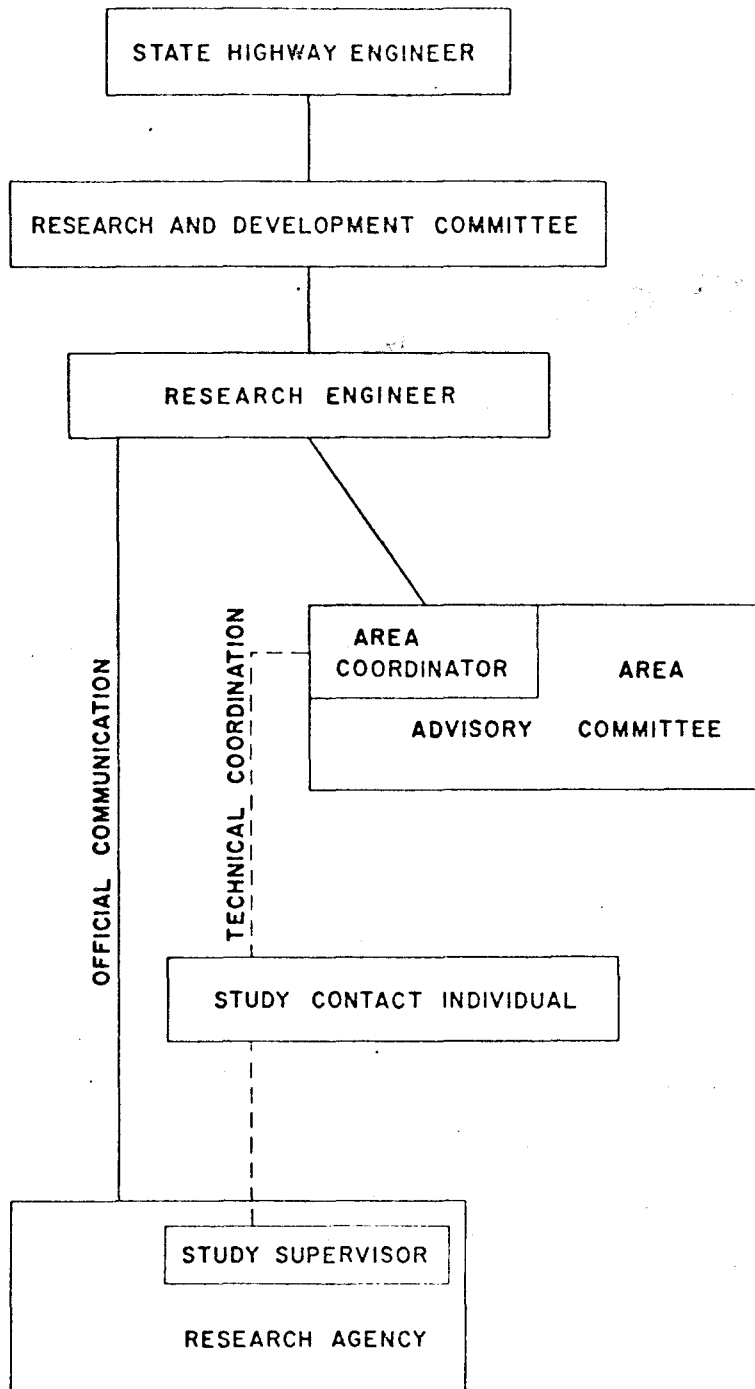 STATE HIGHWAY ENGINEER
RESEARCH AND DEVELOPMENT COMMITTEE
RESEARCH ENGINEER
OFFICIAL COMMUNICATION
TECHNICAL COORDINATION
AREA
COORDINATOR
AREA
ADVISORY COMMITTEE
STUDY CONTACT INDIVIDUAL
STUDY SUPERVISOR
RESEARCH AGENCY